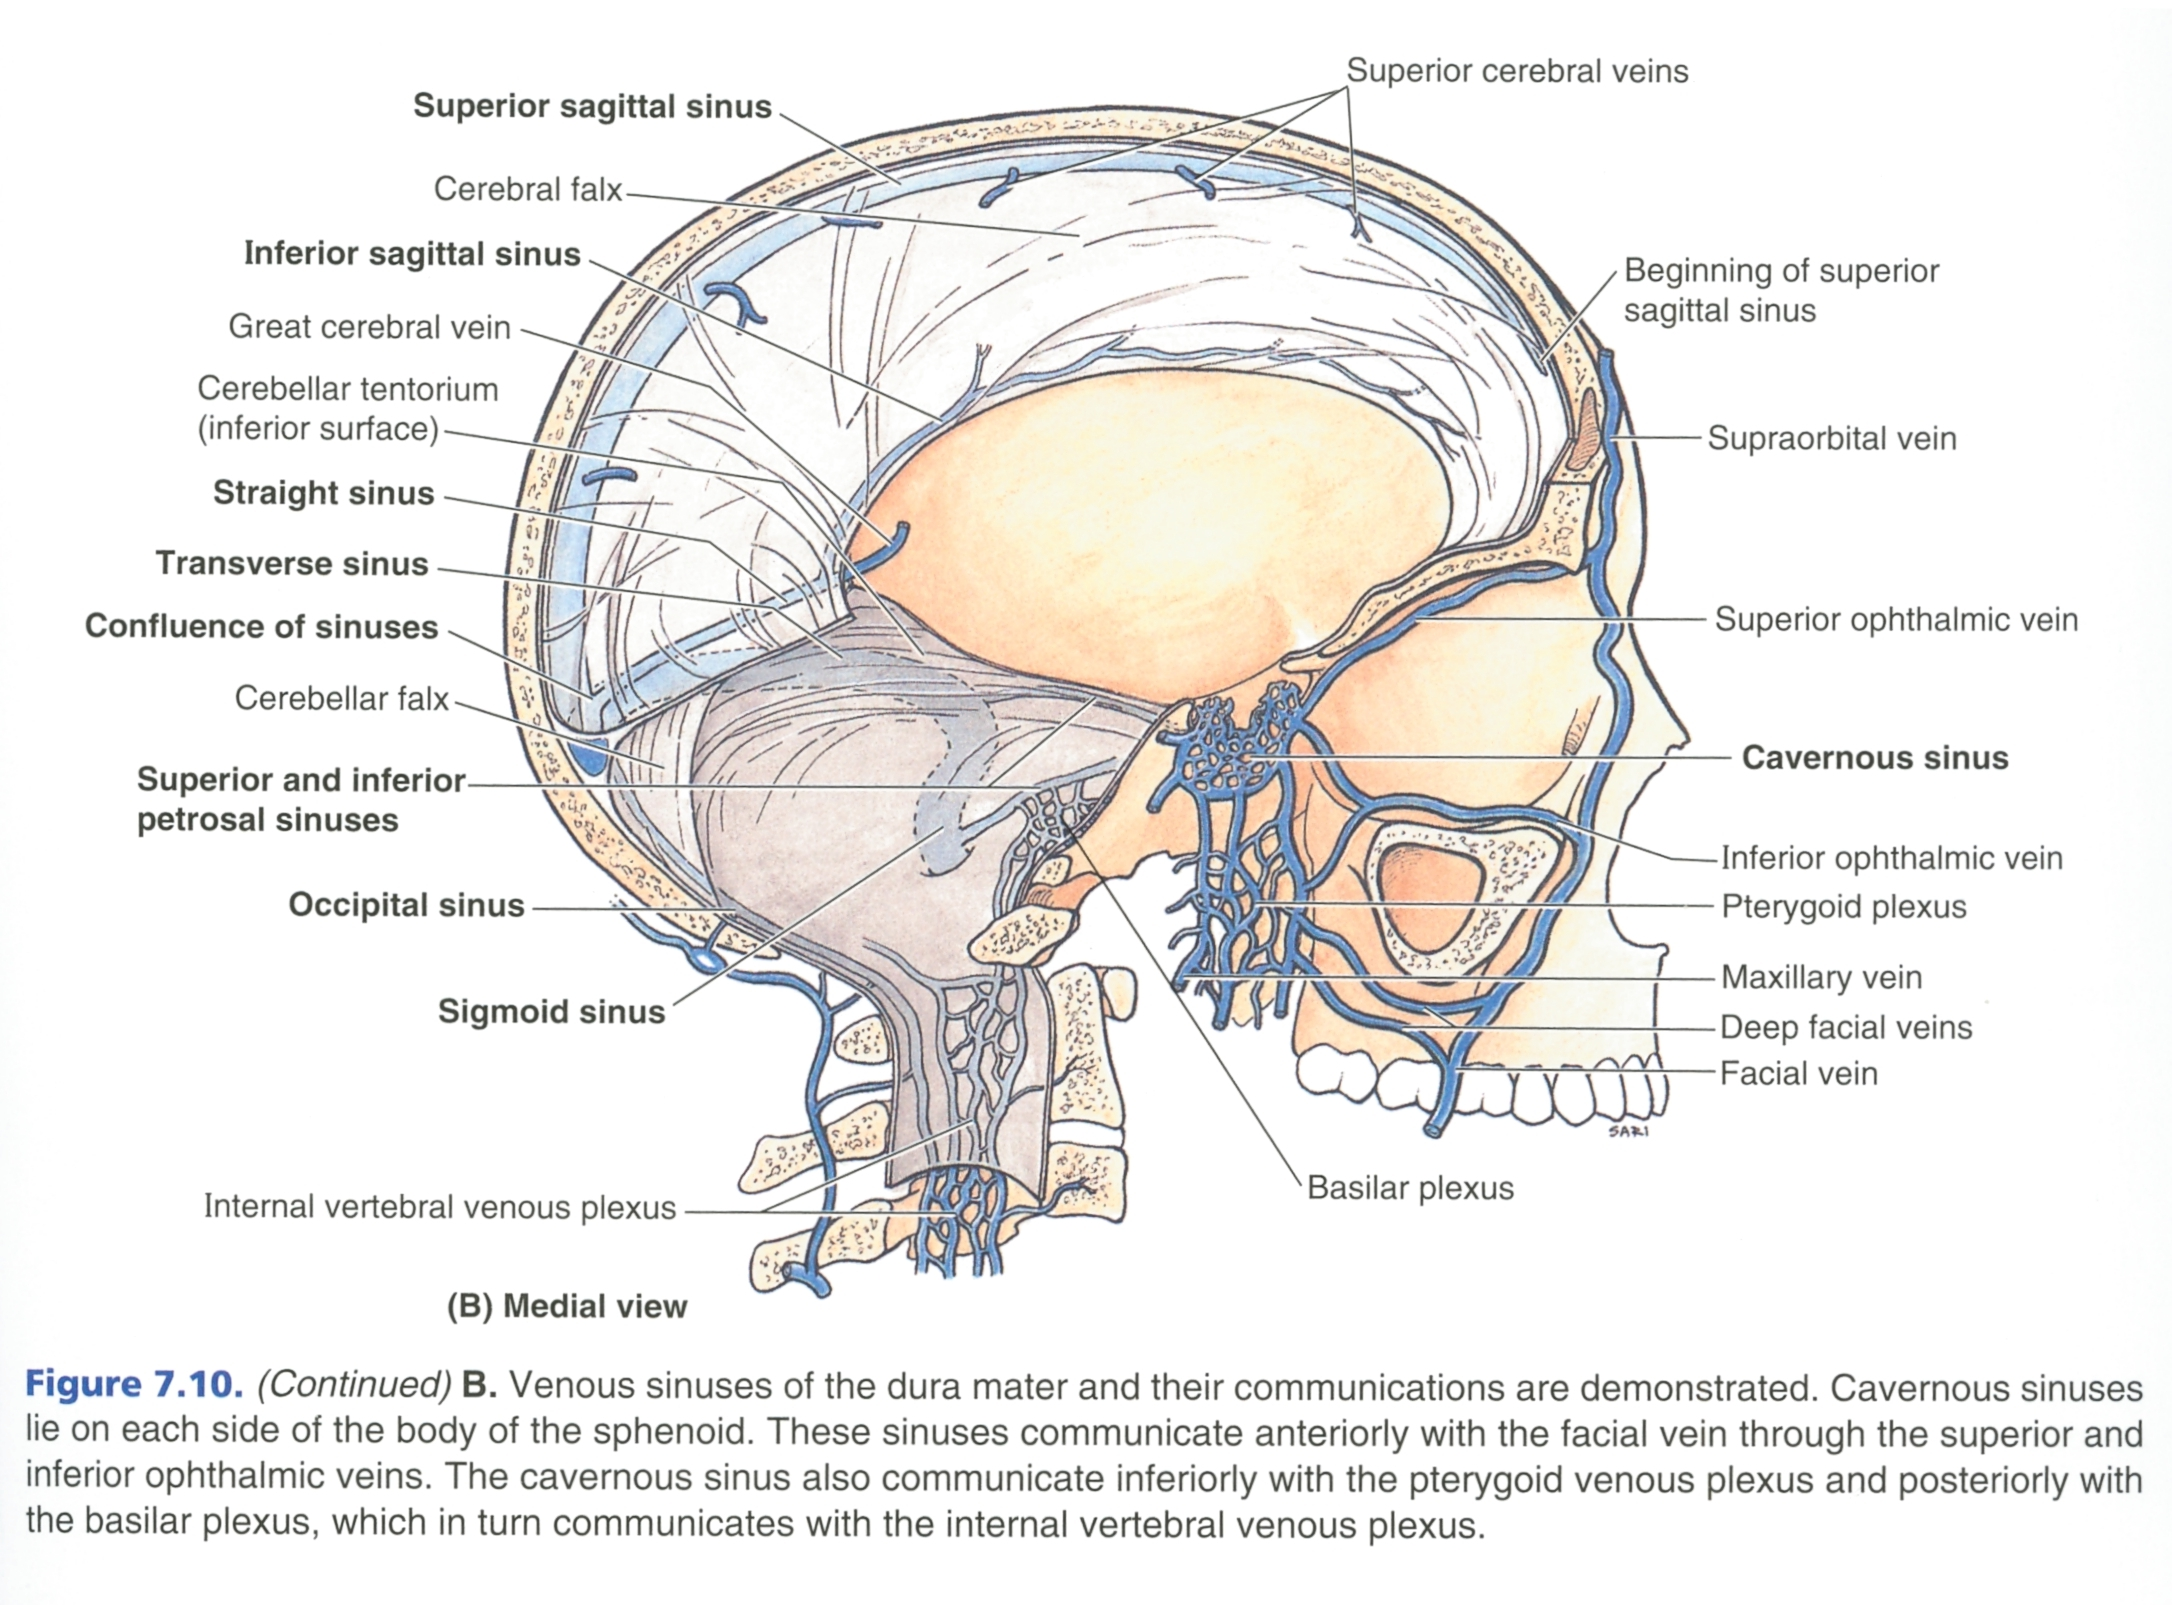 Superior cerebral veins
Superior sagittal sinus
Cerebral falx
Inferior sagittal sinus
Great cerebral vein
Cerebellar tentorium
(inferior surface)
Straight sinus
Transverse sinus
Confluence of sinuses
Cerebellar falx
Superior and inferior
petrosal sinuses
Occipital sinus
Sigmoid sinus
Internal vertebral venous plexus
Beginning of superior
sagittal sinus
Supraorbital vein
Superior ophthalmic vein
Cavernous sinus
Inferior ophthalmic vein
Pterygoid plexus
Maxillary vein
Deep facial veins
Facial vein
SARI
Basilar plexus
(B) Medial view
Figure 7.10. (Continued) B. Venous sinuses of the dura mater and their communications are demonstrated. Cavernous sinuses
lie on each side of the body of the sphenoid. These sinuses communicate anteriorly with the facial vein through the superior and
inferior ophthalmic veins. The cavernous sinus also communicate inferiorly with the pterygoid venous plexus and posteriorly with
the basilar plexus, which in turn communicates with the internal vertebral venous plexus.